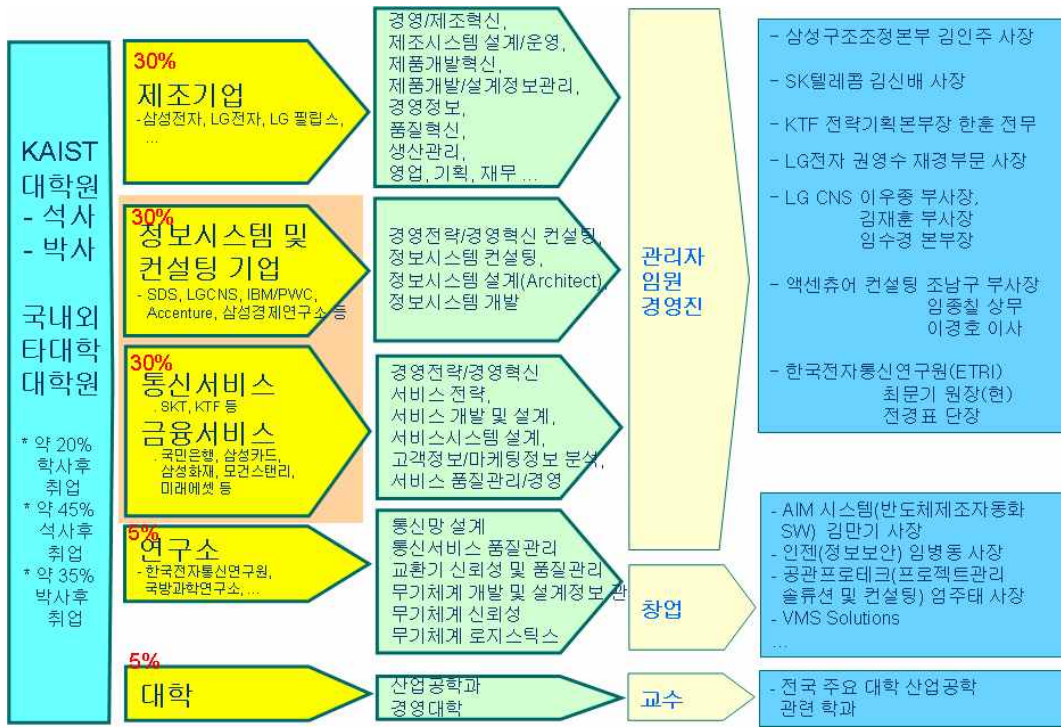 KAIST
대학원
- 석사
- 박사
국내외
타대학
대학원
* 약 20%
학사후
취업
* 약 45%
석사후
취업
* 약 35%
박사후
취업
30%
제조기업
- 삼성전자, LG전자, LG 필립스,
...
30%
정보시스템 및
컨설팅 기업
- SDS, LGCNS, IBM/PWC,
Accenture, 삼성경제연구소 등
30%
통신서비스
. SKT, KTF 등
금융서비스
. 국민은행, 삼성카드,
삼성화재, 모건스탠리,
미래에셋 등
5%
연구소
- 한국전자통신연구원,
국방과학연구소, ...
5%
대학
경영/제조혁신,
제조시스템 설계/운영,
제품개발혁신,
제품개발/설계정보관리,
경영정보,
품질혁신,
생산관리,
영업, 기획, 재무 ...
경영전략/경영혁신 컨설팅,
정보시스템 컨설팅,
정보시스템 설계(Architect),
정보시스템 개발
경영전략/경영혁신
서비스 전략,
서비스 개발 및 설계,
서비스시스템 설계,
고객정보/마케팅정보 분석,
서비스 품질관리/경영
통신망 설계
통신서비스 품질관리
교환기 신뢰성 및 품질관리
무기체계 개발 및 설계정보 관
무기체계 신뢰성
무기체계 로지스틱스
산업공학과
경영대학
관리자
임원
경영진
창업
교수
- 삼성구조조정본부 김인주 사장
- SK텔레콤 김신배 사장
- KTF 전략기획본부장 한훈 전무
- LG전자 권영수 재경부문 사장
- LG CNS 이우종 부사장,
김재훈 부사장
임수경 본부장
- 액센츄어 컨설팅 조남구 부사장
임종칠 상무
이경호 이사
- 한국전자통신연구원(ETRI)
최문기 원장(현)
전경표 단장
- AIM 시스템(반도체제조자동화
SW) 김만기 사장
- 인젠(정보보안) 임병동 사장
- 공관프로테크(프로젝트관리
솔류션 및 컨설팅) 엄주태 사장
- VMS Solutions
...
- 전국 주요 대학 산업공학
관련 학과